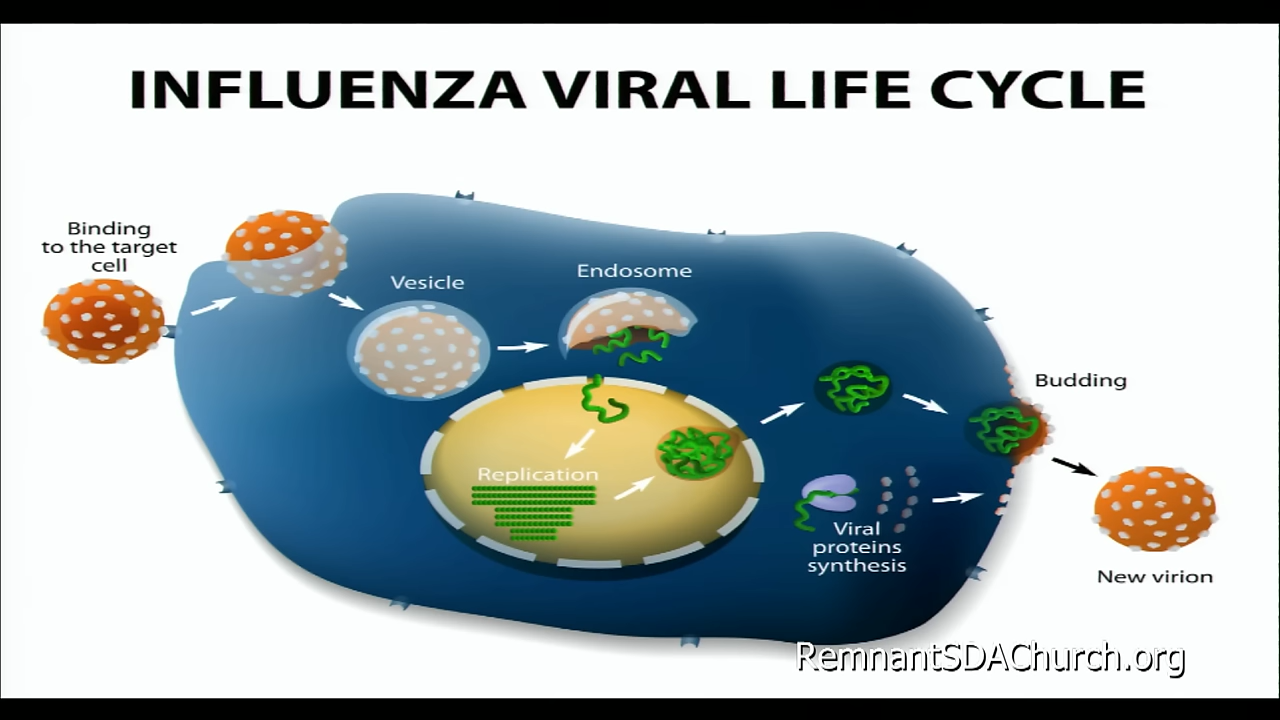 INFLUENZA VIRAL LIFE CYCLE
Binding
to the target
cell
Vesicle
Endosome
Budding
Replication
Viral
proteins
synthesis
New virion
RemnantSDAChurch.org